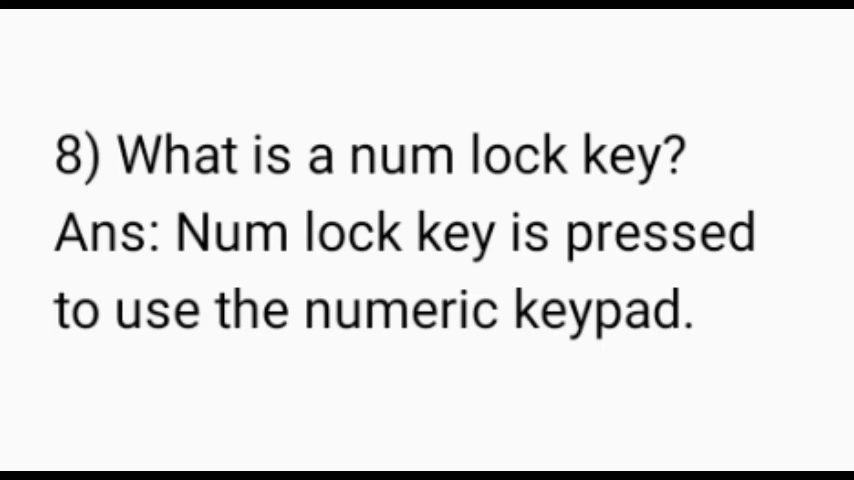 8) What is a num lock key?
Ans: Num lock key is pressed
to use the numeric keypad.